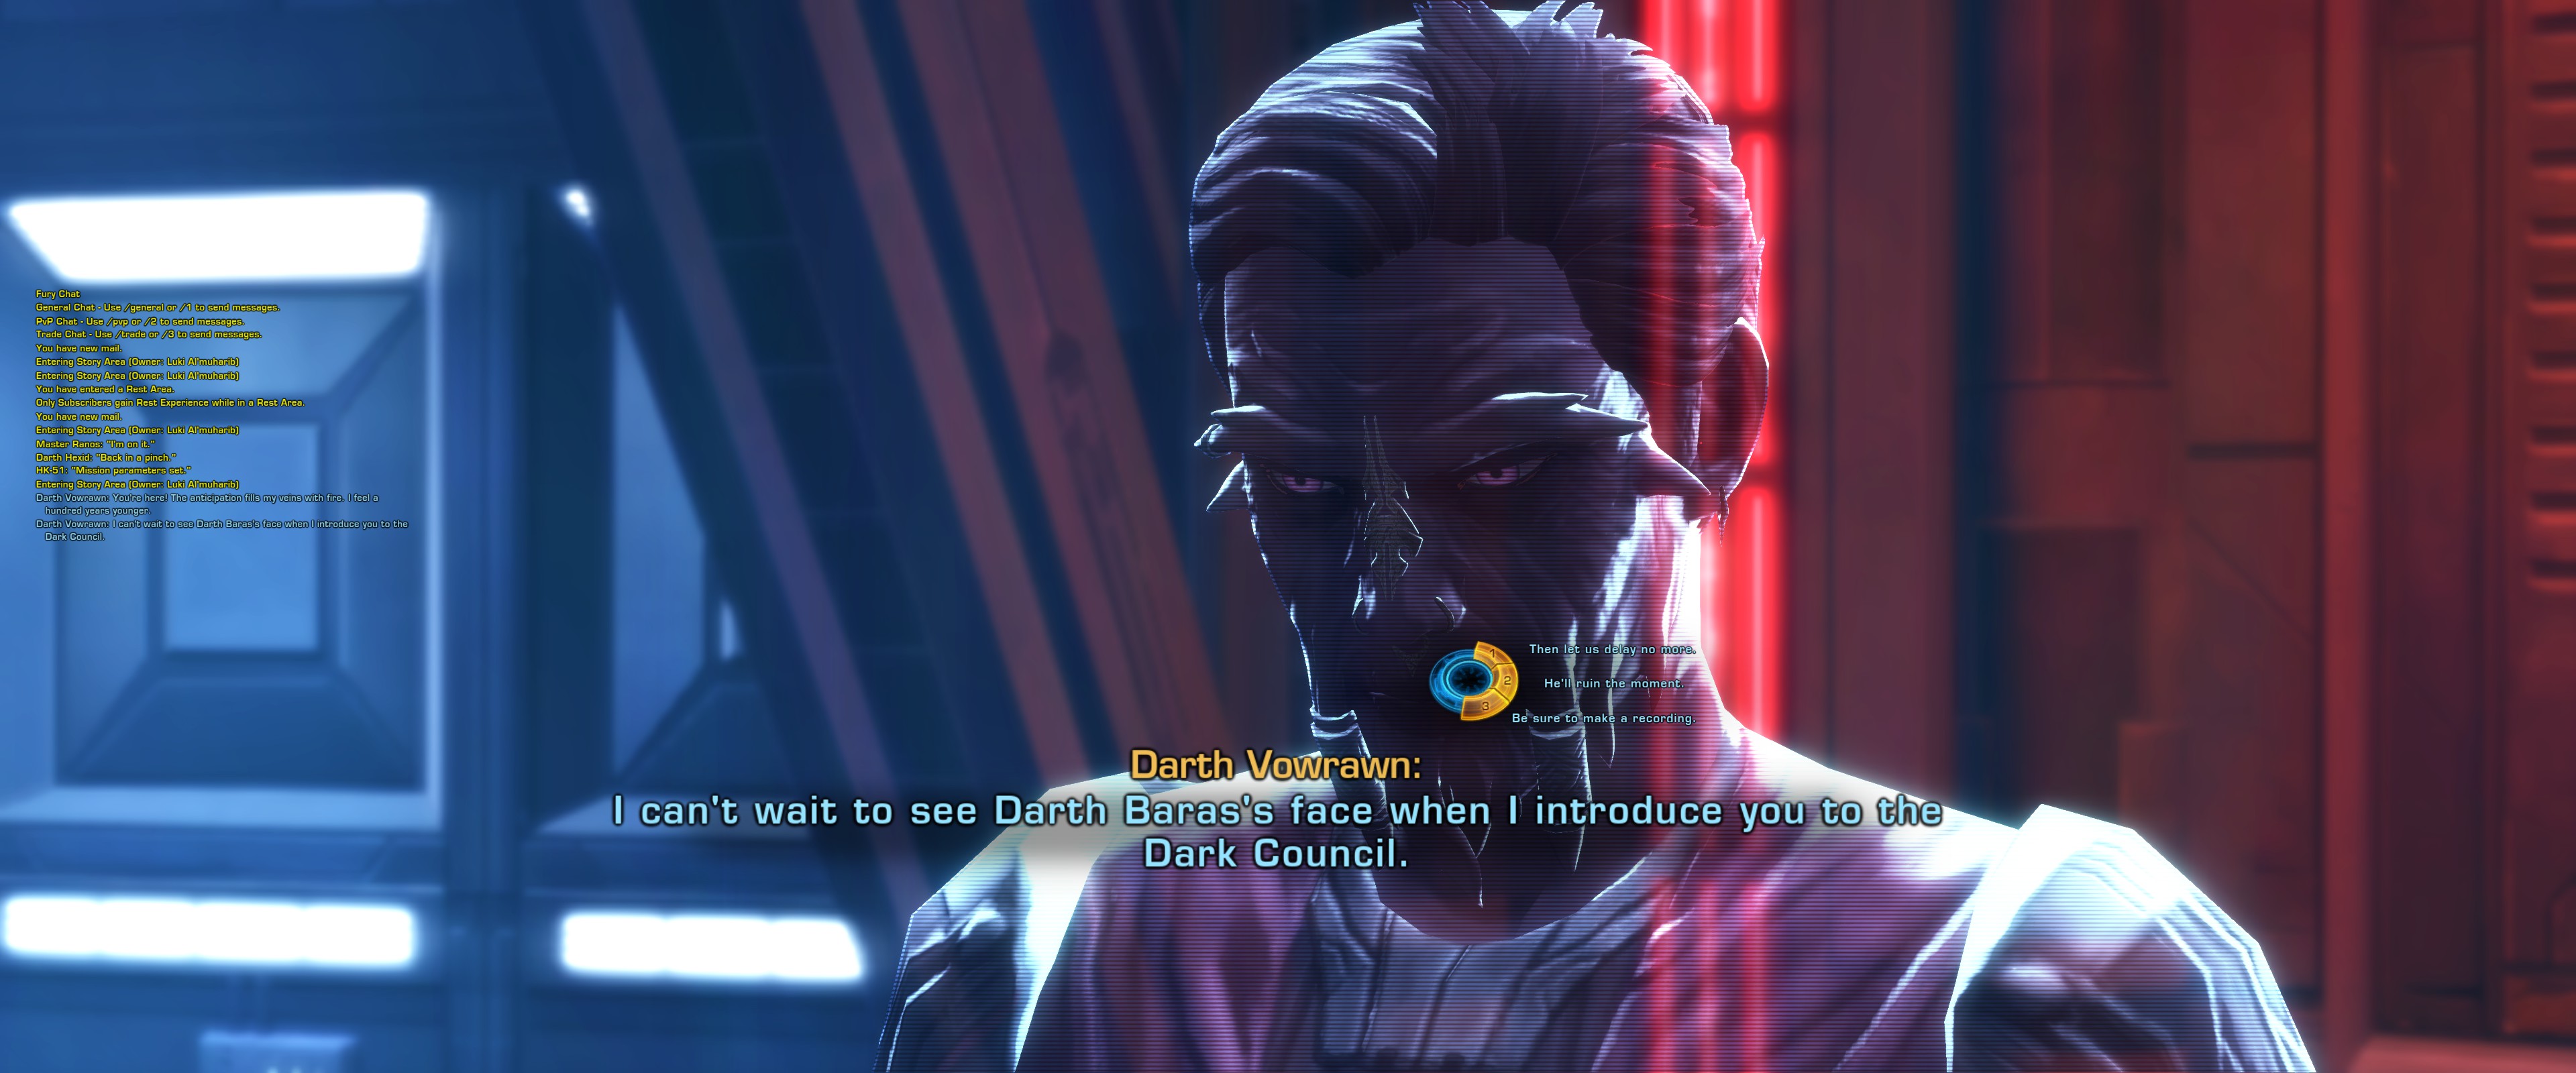 Fury Chat
General Chat - Use /general or /1 to send messages.
PvP Chat - Use /pvp or /2 to send messages.
Trade Chat - Use /trade or /3 to send messages.
You have new mail.
Entering Story Area (Owner: Luki Al'muharib)
Entering Story Area (Owner: Luki Al'muharib)
You have entered a Rest Area.
Only Subscribers gain Rest Experience while in a Rest Area.
You have new mail.
Entering Story Area (Owner: Luki Al'muharib)
Master Ranos: "I'm on it."
Darth Hexid: "Back in a pinch."
HK-51: "Mission parameters set."
Entering Story Area (Owner: Luki Al'muharib)
Darth Vowrawn: You're here! The anticipation fills my veins with fire. I feel a
hundred years younger.
Darth Vowrawn: I can't wait to see Darth Baras's face when I introduce you to the
Dark Council.
1 Then let us delay no more.
2 He'll ruin the moment.
3 Be sure to make a recording.
Darth Vowrawn:
I can't wait to see Darth Baras's face when I introduce you to the
Dark Council.